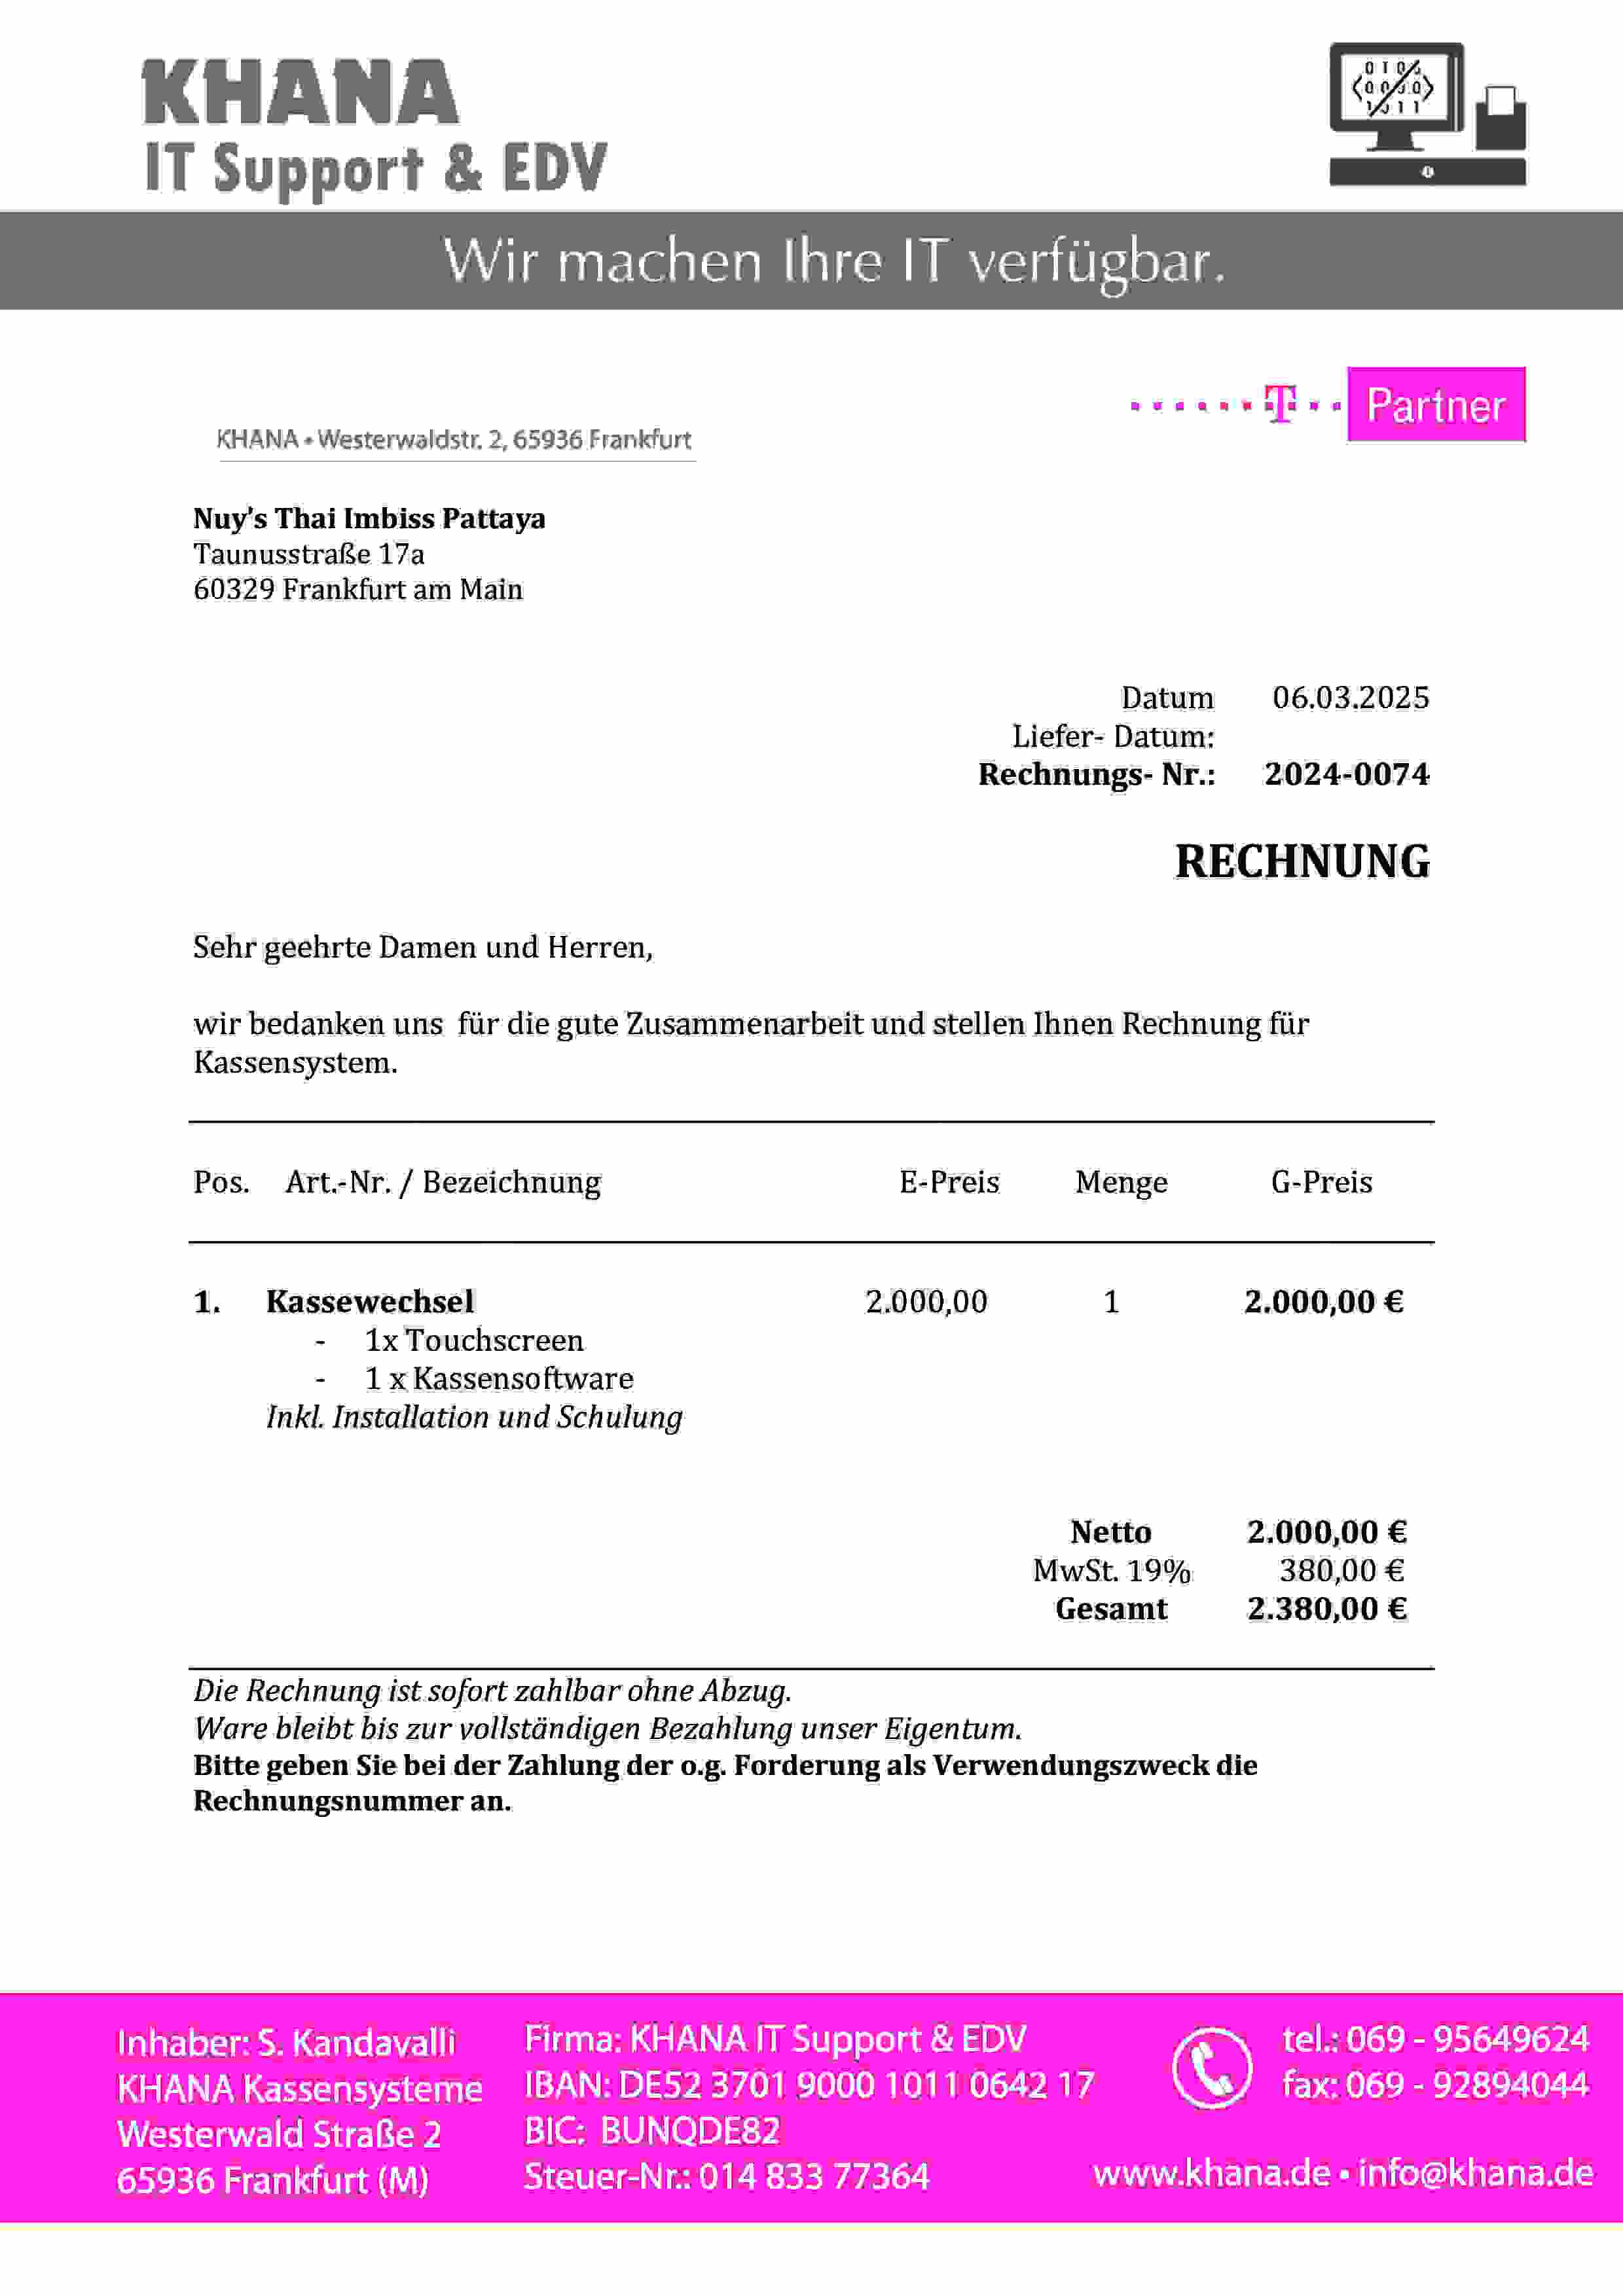 KHANA
IT Support & EDV
Wir machen Ihre IT verfügbar.
T Partner
KHANA • Westerwaldstr. 2, 65936 Frankfurt
Nuy's Thai Imbiss Pattaya
Taunusstraße 17a
60329 Frankfurt am Main
Datum 06.03.2025
Liefer- Datum:
Rechnungs- Nr.: 2024-0074
RECHNUNG
Sehr geehrte Damen und Herren,
wir bedanken uns für die gute Zusammenarbeit und stellen Ihnen Rechnung für
Kassensystem.
Pos. Art.-Nr. / Bezeichnung E-Preis Menge G-Preis
1. Kassewechsel 2.000,00 1 2.000,00 €
- 1x Touchscreen
- 1 x Kassensoftware
Inkl. Installation und Schulung
Netto 2.000,00 €
MwSt. 19% 380,00 €
Gesamt 2.380,00 €
Die Rechnung ist sofort zahlbar ohne Abzug.
Ware bleibt bis zur vollständigen Bezahlung unser Eigentum.
Bitte geben Sie bei der Zahlung der o.g. Forderung als Verwendungszweck die
Rechnungsnummer an.
Inhaber: S. Kandavalli
KHANA Kassensysteme
Westerwald Straße 2
65936 Frankfurt (M)
Firma: KHANA IT Support & EDV
IBAN: DE52 3701 9000 1011 0642 17
BIC: BUNQDE82
Steuer-Nr.: 014 833 77364
tel.: 069 - 95649624
fax: 069 - 92894044
www.khana.de • info@khana.de